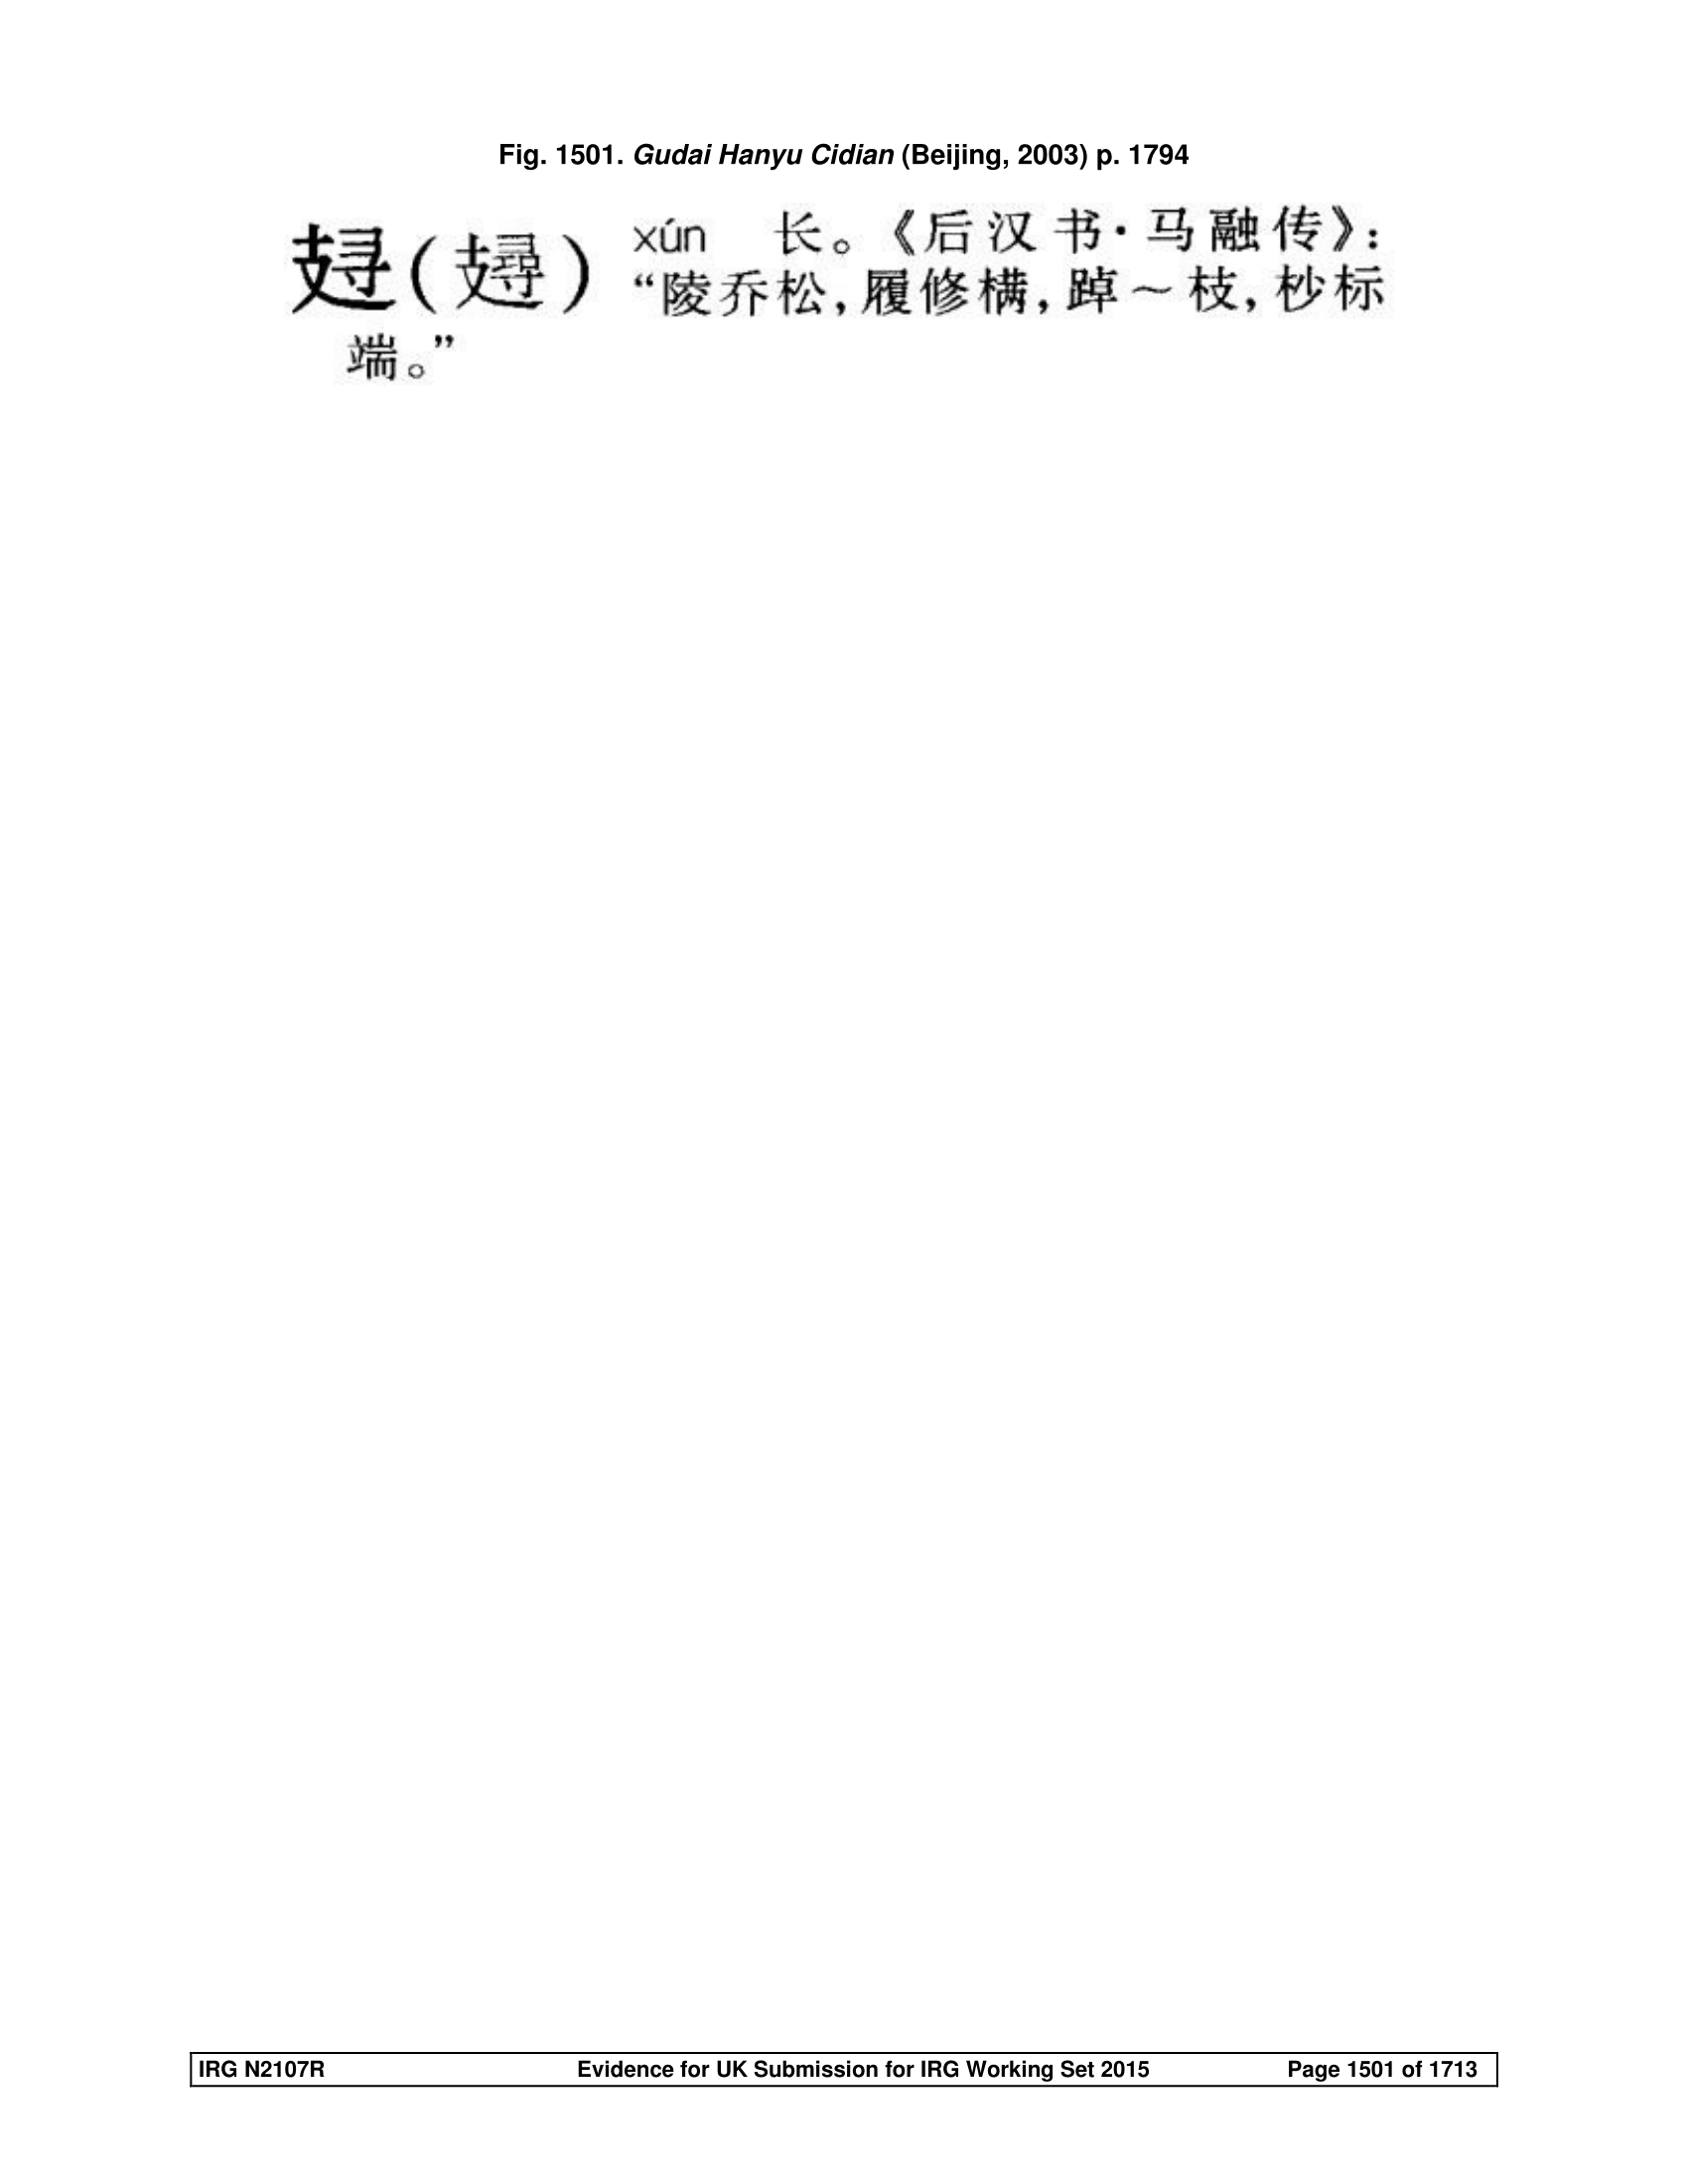 Fig. 1501. Gudai Hanyu Cidian (Beijing, 2003) p. 1794
xún 长。《后汉书·马融传》:
“陵乔松,履修,踔～枝,杪标
端。”
IRG N2107R Evidence for UK Submission for IRG Working Set 2015 Page 1501 of 1713